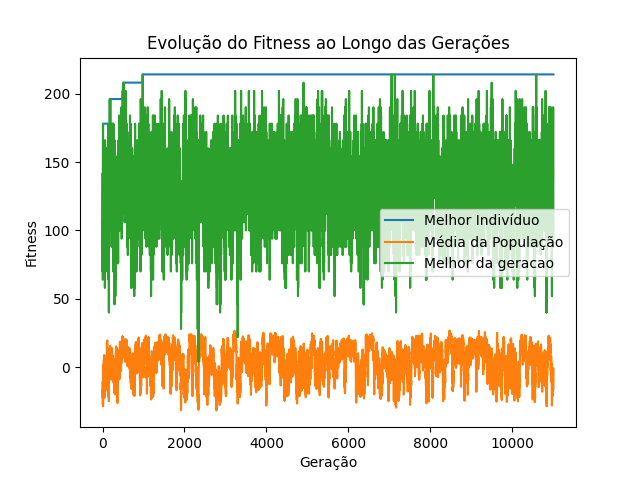 Evolução do Fitness ao Longo das Gerações
Fitness
200
150
100
50
0
Melhor Indivíduo
Média da População
Melhor da geracao
0 2000 4000 6000 8000 10000
Geração